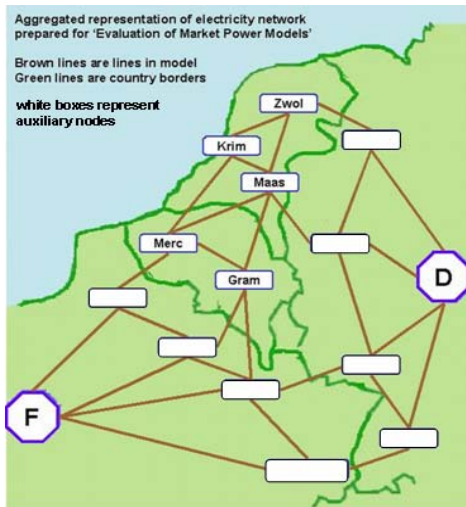 Aggregated representation of electricity network
prepared for 'Evaluation of Market Power Models'
Brown lines are lines in model
Green lines are country borders
white boxes represent
auxiliary nodes
Zwol
Krim
Maas
Merc
Gram
D
F